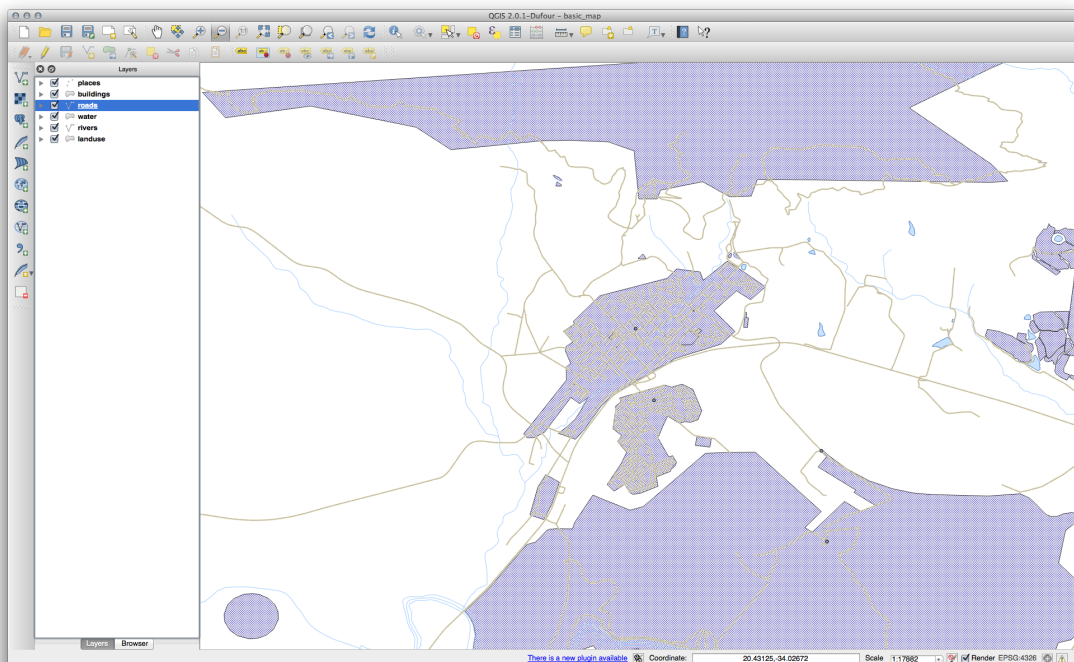 QGIS 2.0.1-Dufour – basic_map
Layers
places
buildings
roads
water
rivers
landuse
Layers
Browser
There is a new plugin available
Coordinate:
20.43125,-34.02672
Scale
1:17882
Render
EPSG:4326